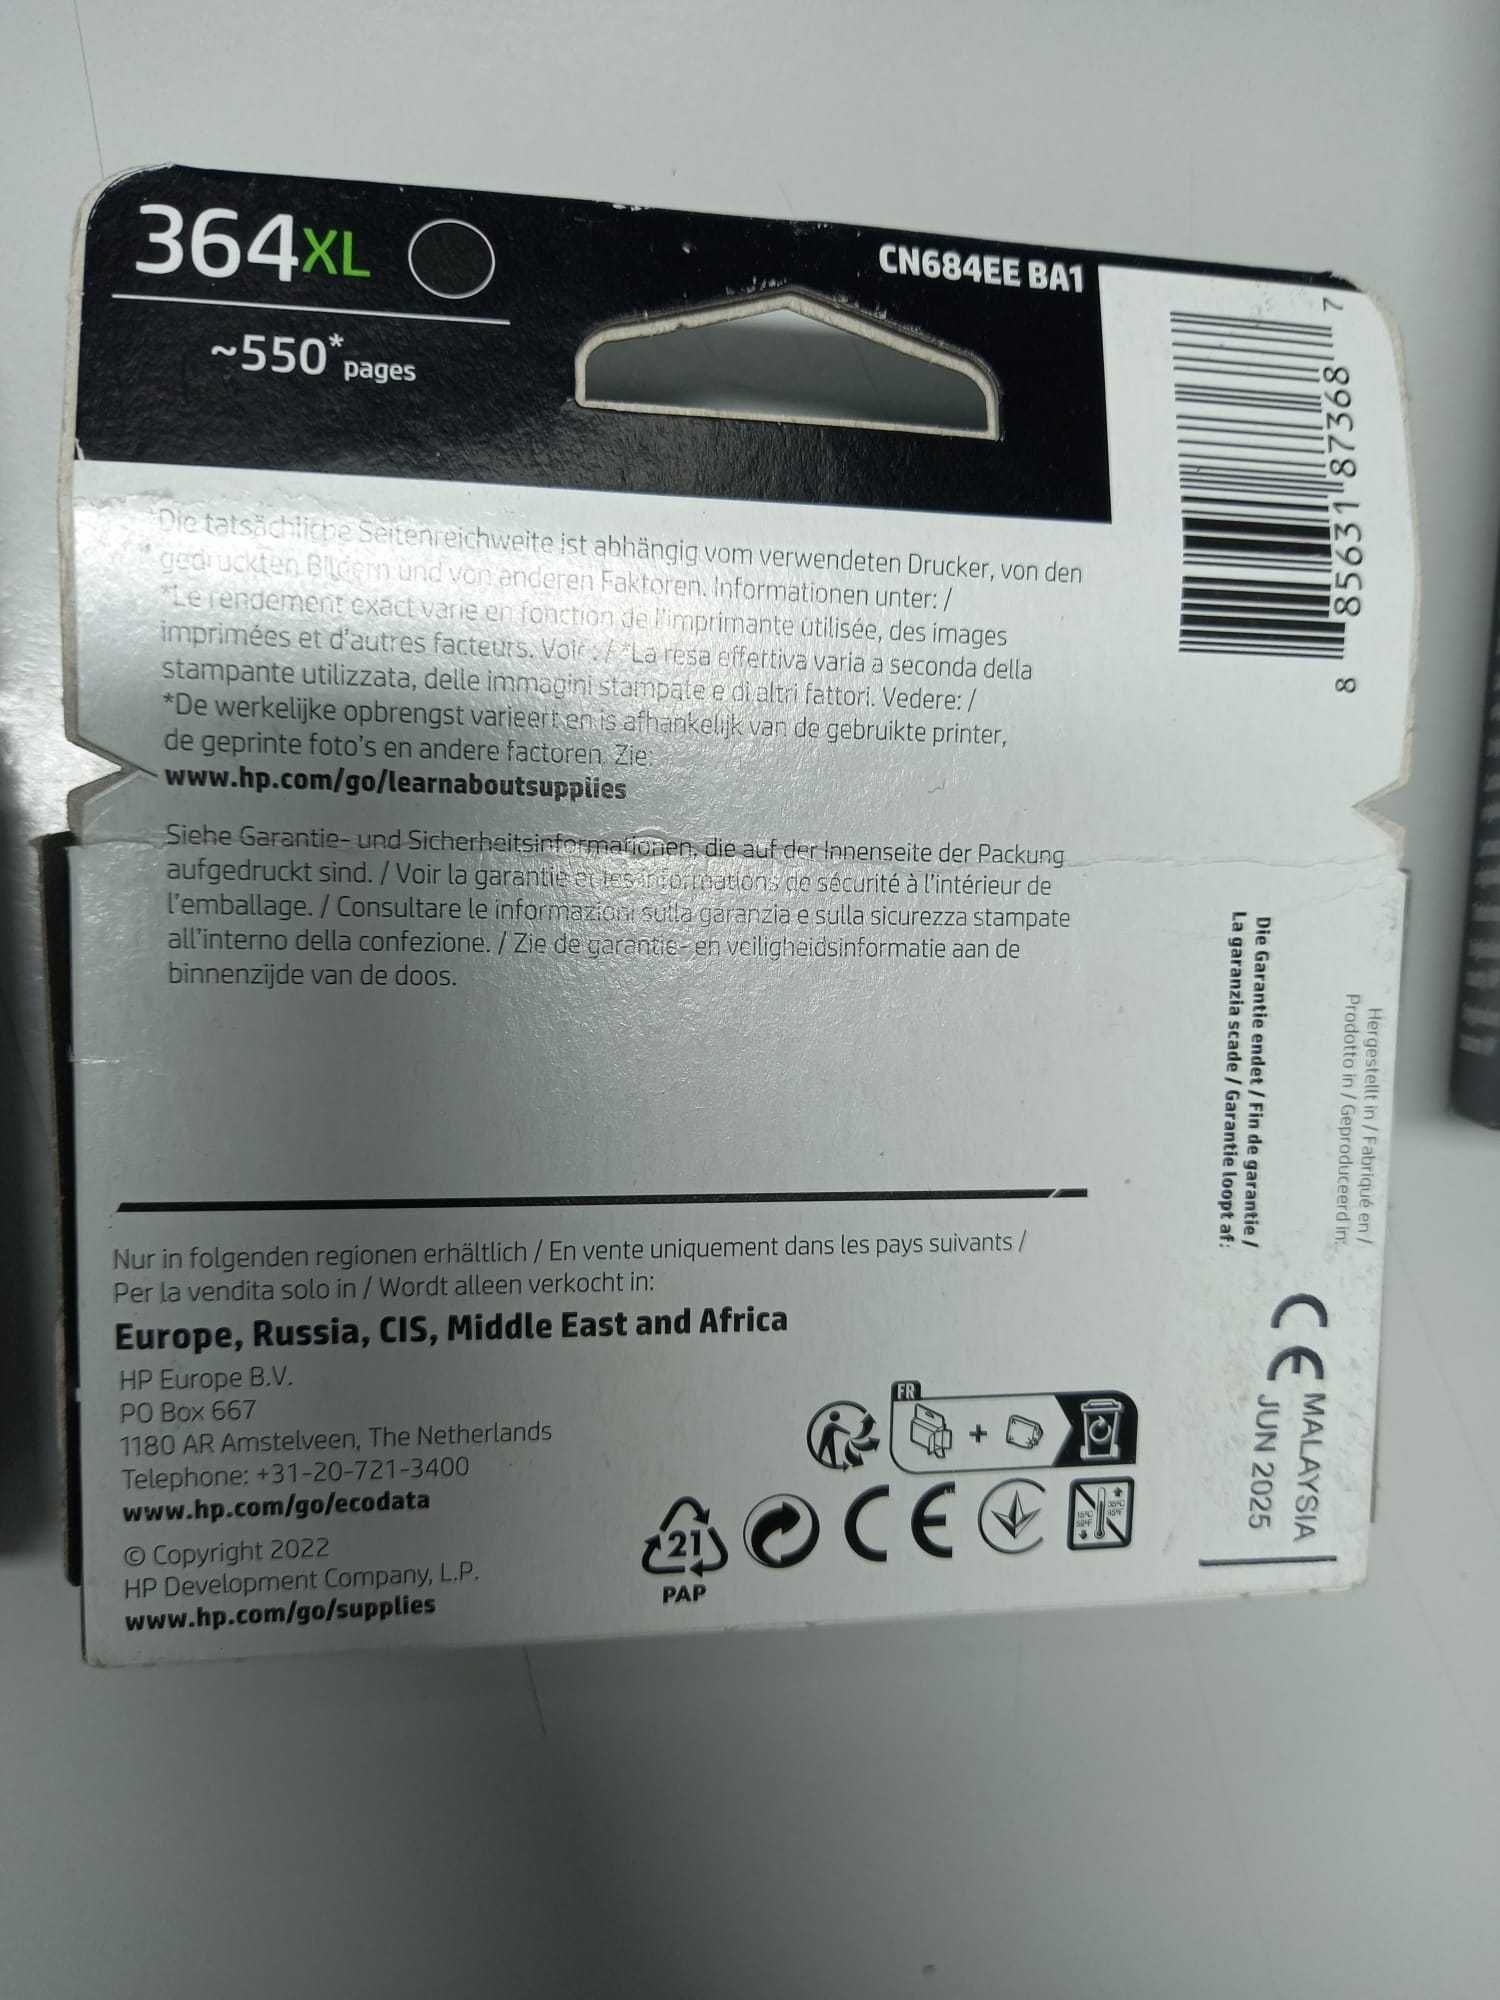 364XL
~550* pages
CN684EE BA1
8 85631 87368 7
*Die tatsächliche Seitenreichweite ist abhängig vom verwendeten Drucker, von den
gedruckten Bildern und von anderen Faktoren. Informationen unter: /
*Le rendement exact varie en fonction de l'imprimante utilisée, des images
imprimées et d'autres facteurs. Voir : / *La resa effettiva varia a seconda della
stampante utilizzata, delle immagini stampate e di altri fattori. Vedere: /
*De werkelijke opbrengst varieert en is afhankelijk van de gebruikte printer,
de geprinte foto's en andere factoren. Zie:
www.hp.com/go/learnaboutsupplies
Siehe Garantie- und Sicherheitsinformationen, die auf der Innenseite der Packung
aufgedruckt sind. / Voir la garantie et les informations de sécurité à l'intérieur de
l'emballage. / Consultare le informazioni sulla garanzia e sulla sicurezza stampate
all'interno della confezione. / Zie de garantie- en veiligheidsinformatie aan de
binnenzijde van de doos.
Hergestellt in / Fabriqué en /
Prodotto in / Geproduceerd in:
Die Garantie endet / Fin de garantie /
La garanzia scade / Garantie loopt af:
CE
MALAYSIA
JUN 2025
Nur in folgenden regionen erhältlich / En vente uniquement dans les pays suivants /
Per la vendita solo in / Wordt alleen verkocht in:
Europe, Russia, CIS, Middle East and Africa
HP Europe B.V.
PO Box 667
1180 AR Amstelveen, The Netherlands
Telephone: +31-20-721-3400
www.hp.com/go/ecodata
© Copyright 2022
HP Development Company, L.P.
www.hp.com/go/supplies
FR
+
21
PAP
CE